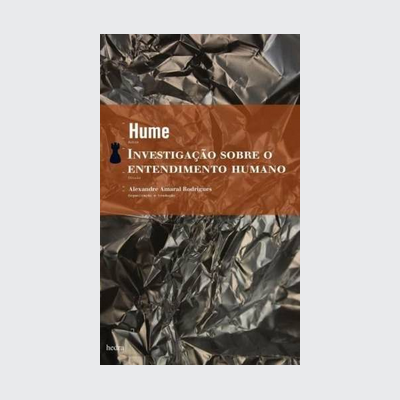 Hume
Investigação sobre o
entendimento humano
Alexandre Amaral Rodrigues
hedra